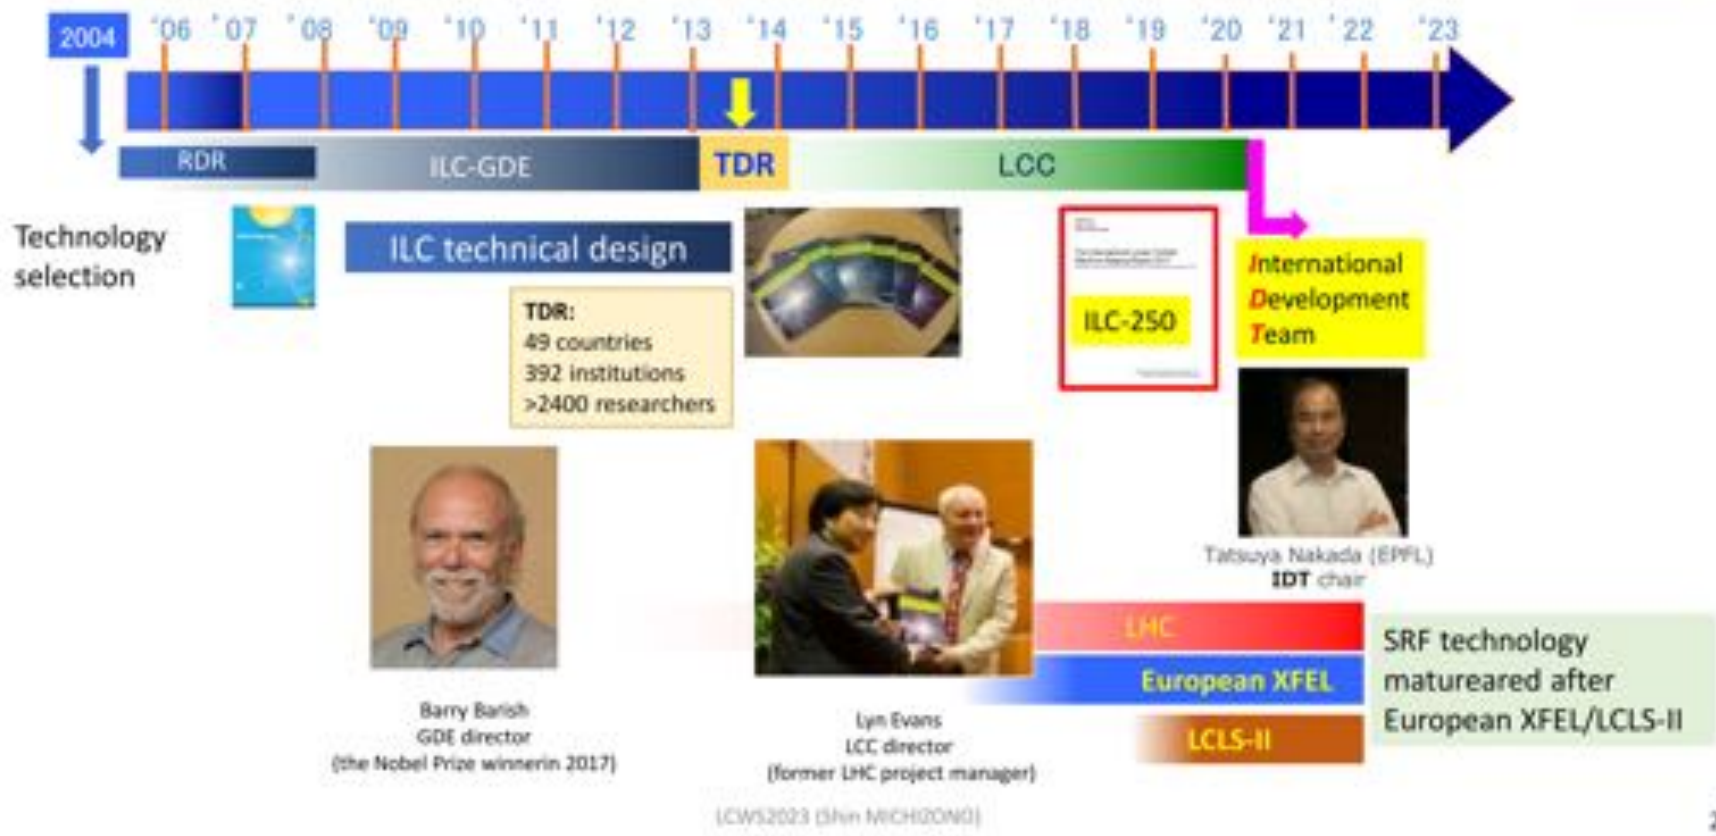 2004 '06 '07 '08 '09 '10 '11 '12 '13 '14 '15 '16 '17 '18 '19 '20 '21 '22 '23
RDR ILC-GDE TDR LCC
Technology
selection
ILC technical design
TDR:
49 countries
392 institutions
>2400 researchers
ILC-250
International
Development
Team
Tatsuya Nakada (EPFL)
IDT chair
LHC
European XFEL
LCLS-II
SRF technology
matureared after
European XFEL/LCLS-II
Barry Barish
GDE director
(the Nobel Prize winnerin 2017)
Lyn Evans
LCC director
(former LHC project manager)
LCWS2023 (Shin MICHIZONO)
2